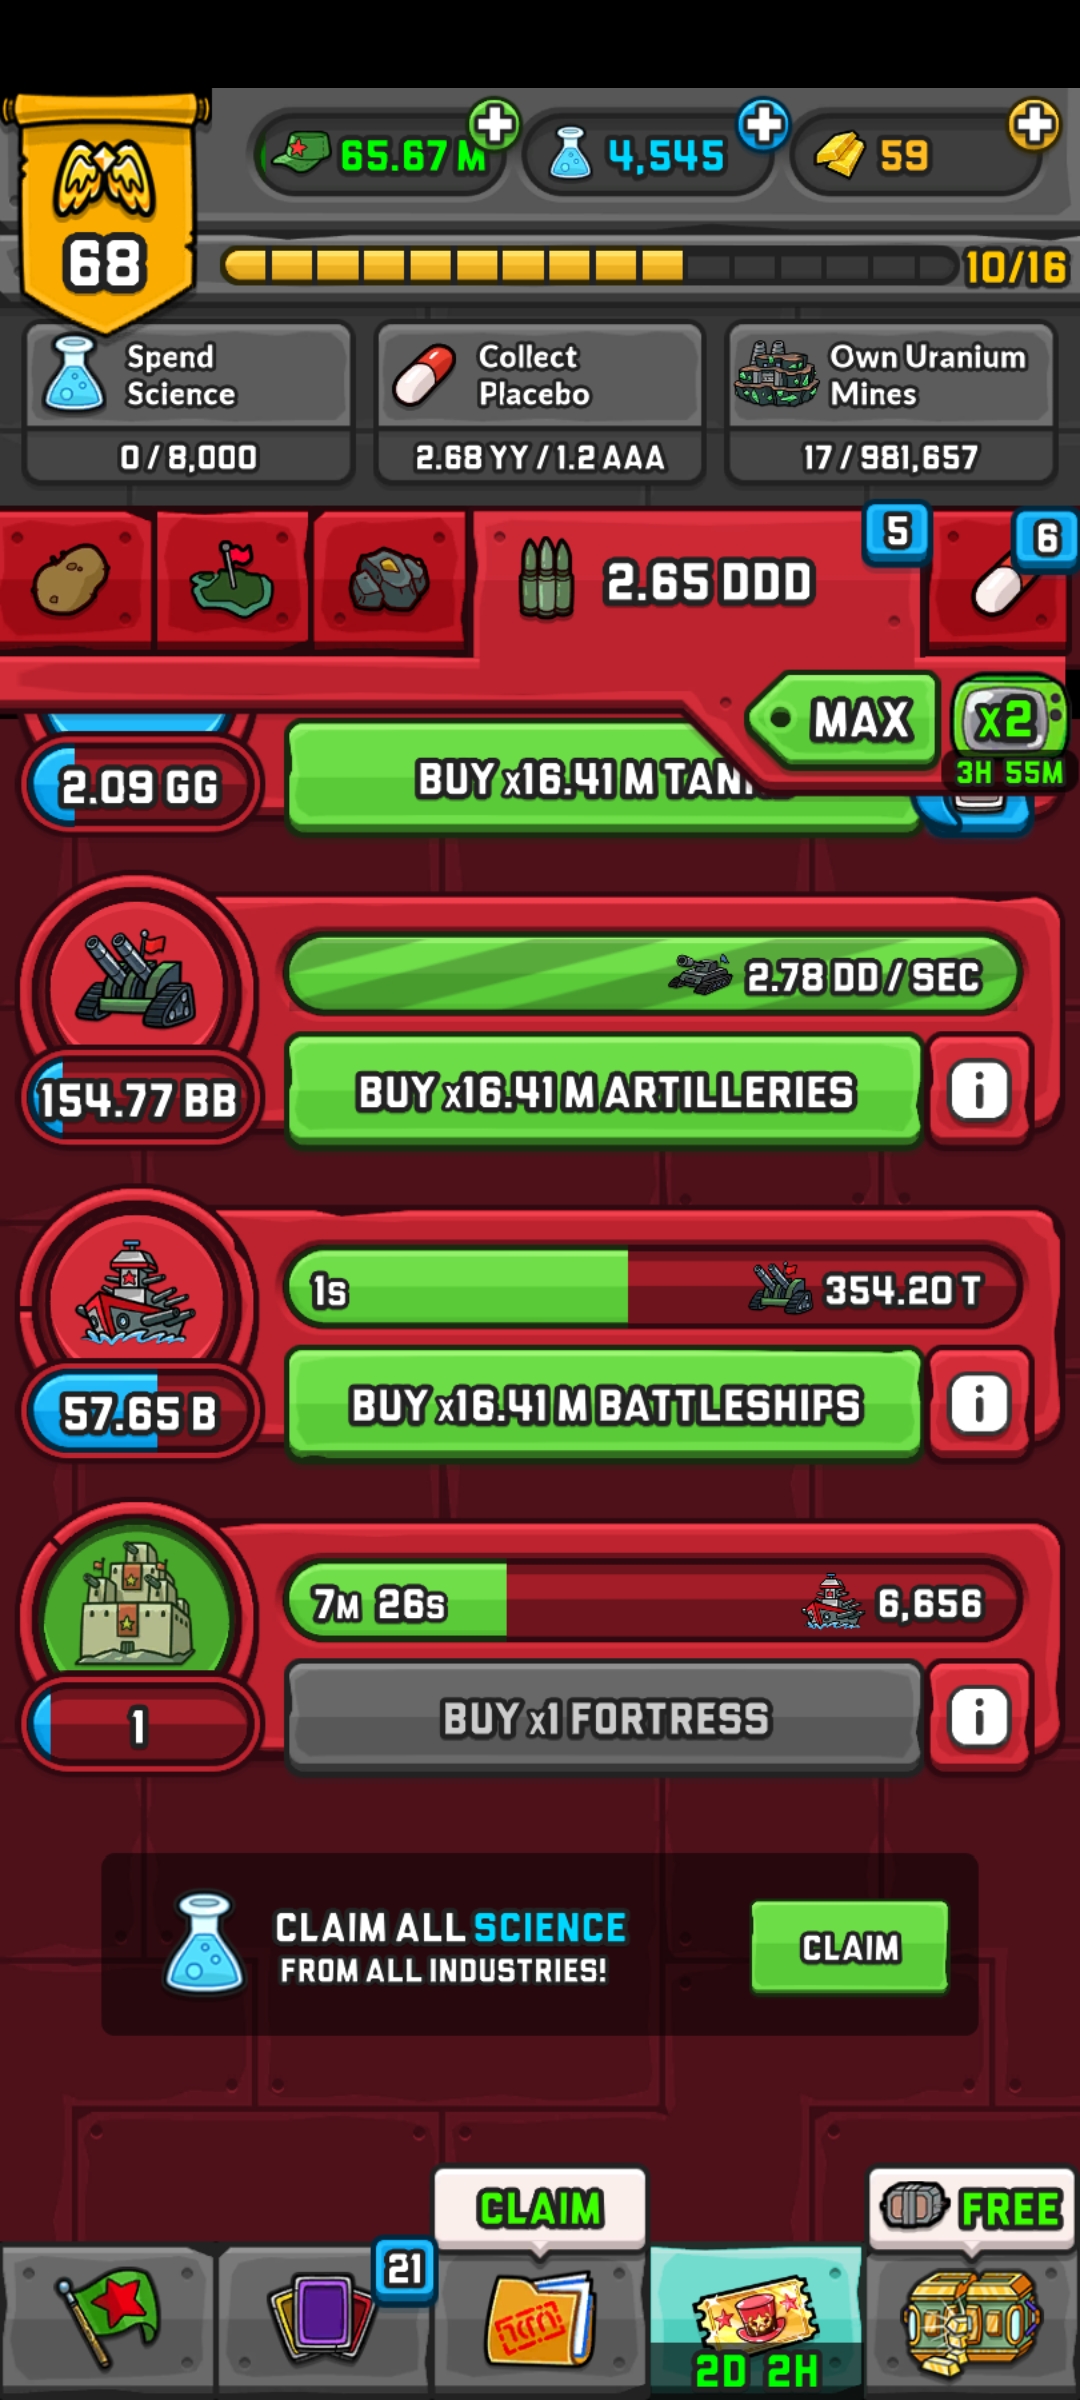 65.67 M
4,545
59
68
10/16
Spend
Science
0 / 8,000
Collect
Placebo
2.68 YY / 1.2 AAA
Own Uranium
Mines
17 / 981,657
2.65 DDD
5
6
MAX
x2
3H 55M
2.09 GG
BUY x16.41 M
2.78 DD / SEC
154.77 BB
BUY x16.41 M ARTILLERIES
i
1s
354.20 T
57.65 B
BUY x16.41 M BATTLESHIPS
i
7M 26s
6,656
1
BUY x1 FORTRESS
i
CLAIM ALL SCIENCE
FROM ALL INDUSTRIES!
CLAIM
CLAIM
FREE
21
2D 2H